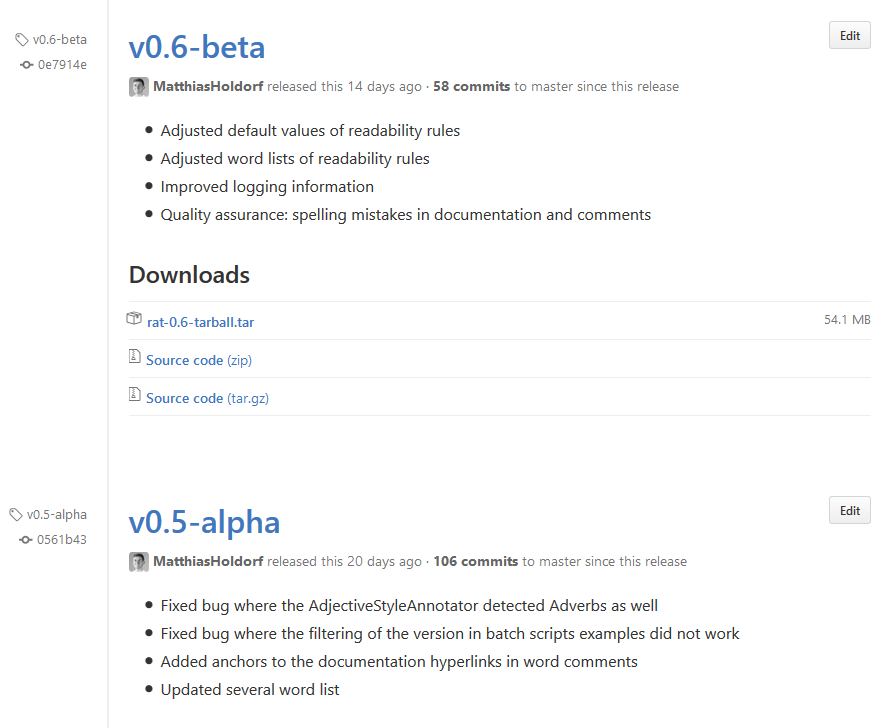 v0.6-beta
0e7914e
v0.6-beta
Edit
MatthiasHoldorf released this 14 days ago · 58 commits to master since this release
• Adjusted default values of readability rules
• Adjusted word lists of readability rules
• Improved logging information
• Quality assurance: spelling mistakes in documentation and comments
Downloads
rat-0.6-tarball.tar 54.1 MB
Source code (zip)
Source code (tar.gz)
v0.5-alpha
0561b43
v0.5-alpha
Edit
MatthiasHoldorf released this 20 days ago · 106 commits to master since this release
• Fixed bug where the AdjectiveStyleAnnotator detected Adverbs as well
• Fixed bug where the filtering of the version in batch scripts examples did not work
• Added anchors to the documentation hyperlinks in word comments
• Updated several word list